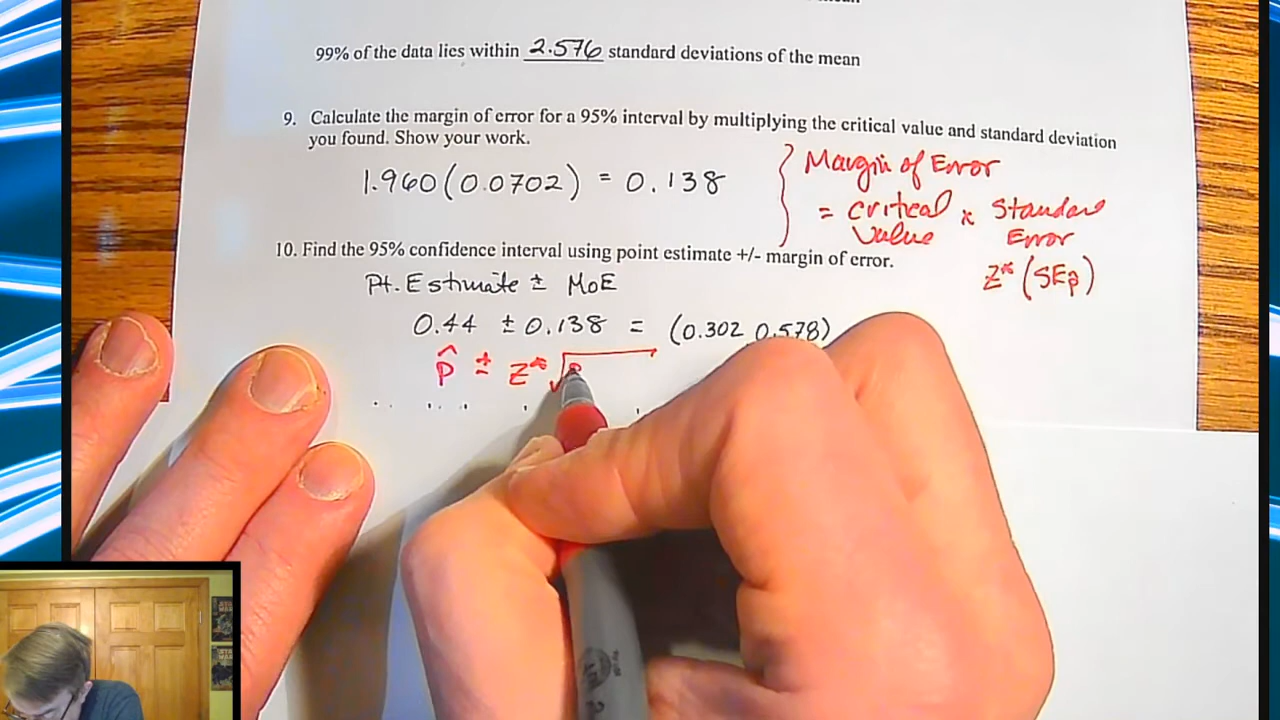 99% of the data lies within 2.576 standard deviations of the mean
9. Calculate the margin of error for a 95% interval by multiplying the critical value and standard deviation
you found. Show your work.
1.960(0.0702) = 0.138
Margin of Error
= critical value × Standard Error
Z* (SEp̂)
10. Find the 95% confidence interval using point estimate +/- margin of error.
Pt. Estimate ± MoE
0.44 ± 0.138 = (0.302, 0.578)
p̂ ± Z* √